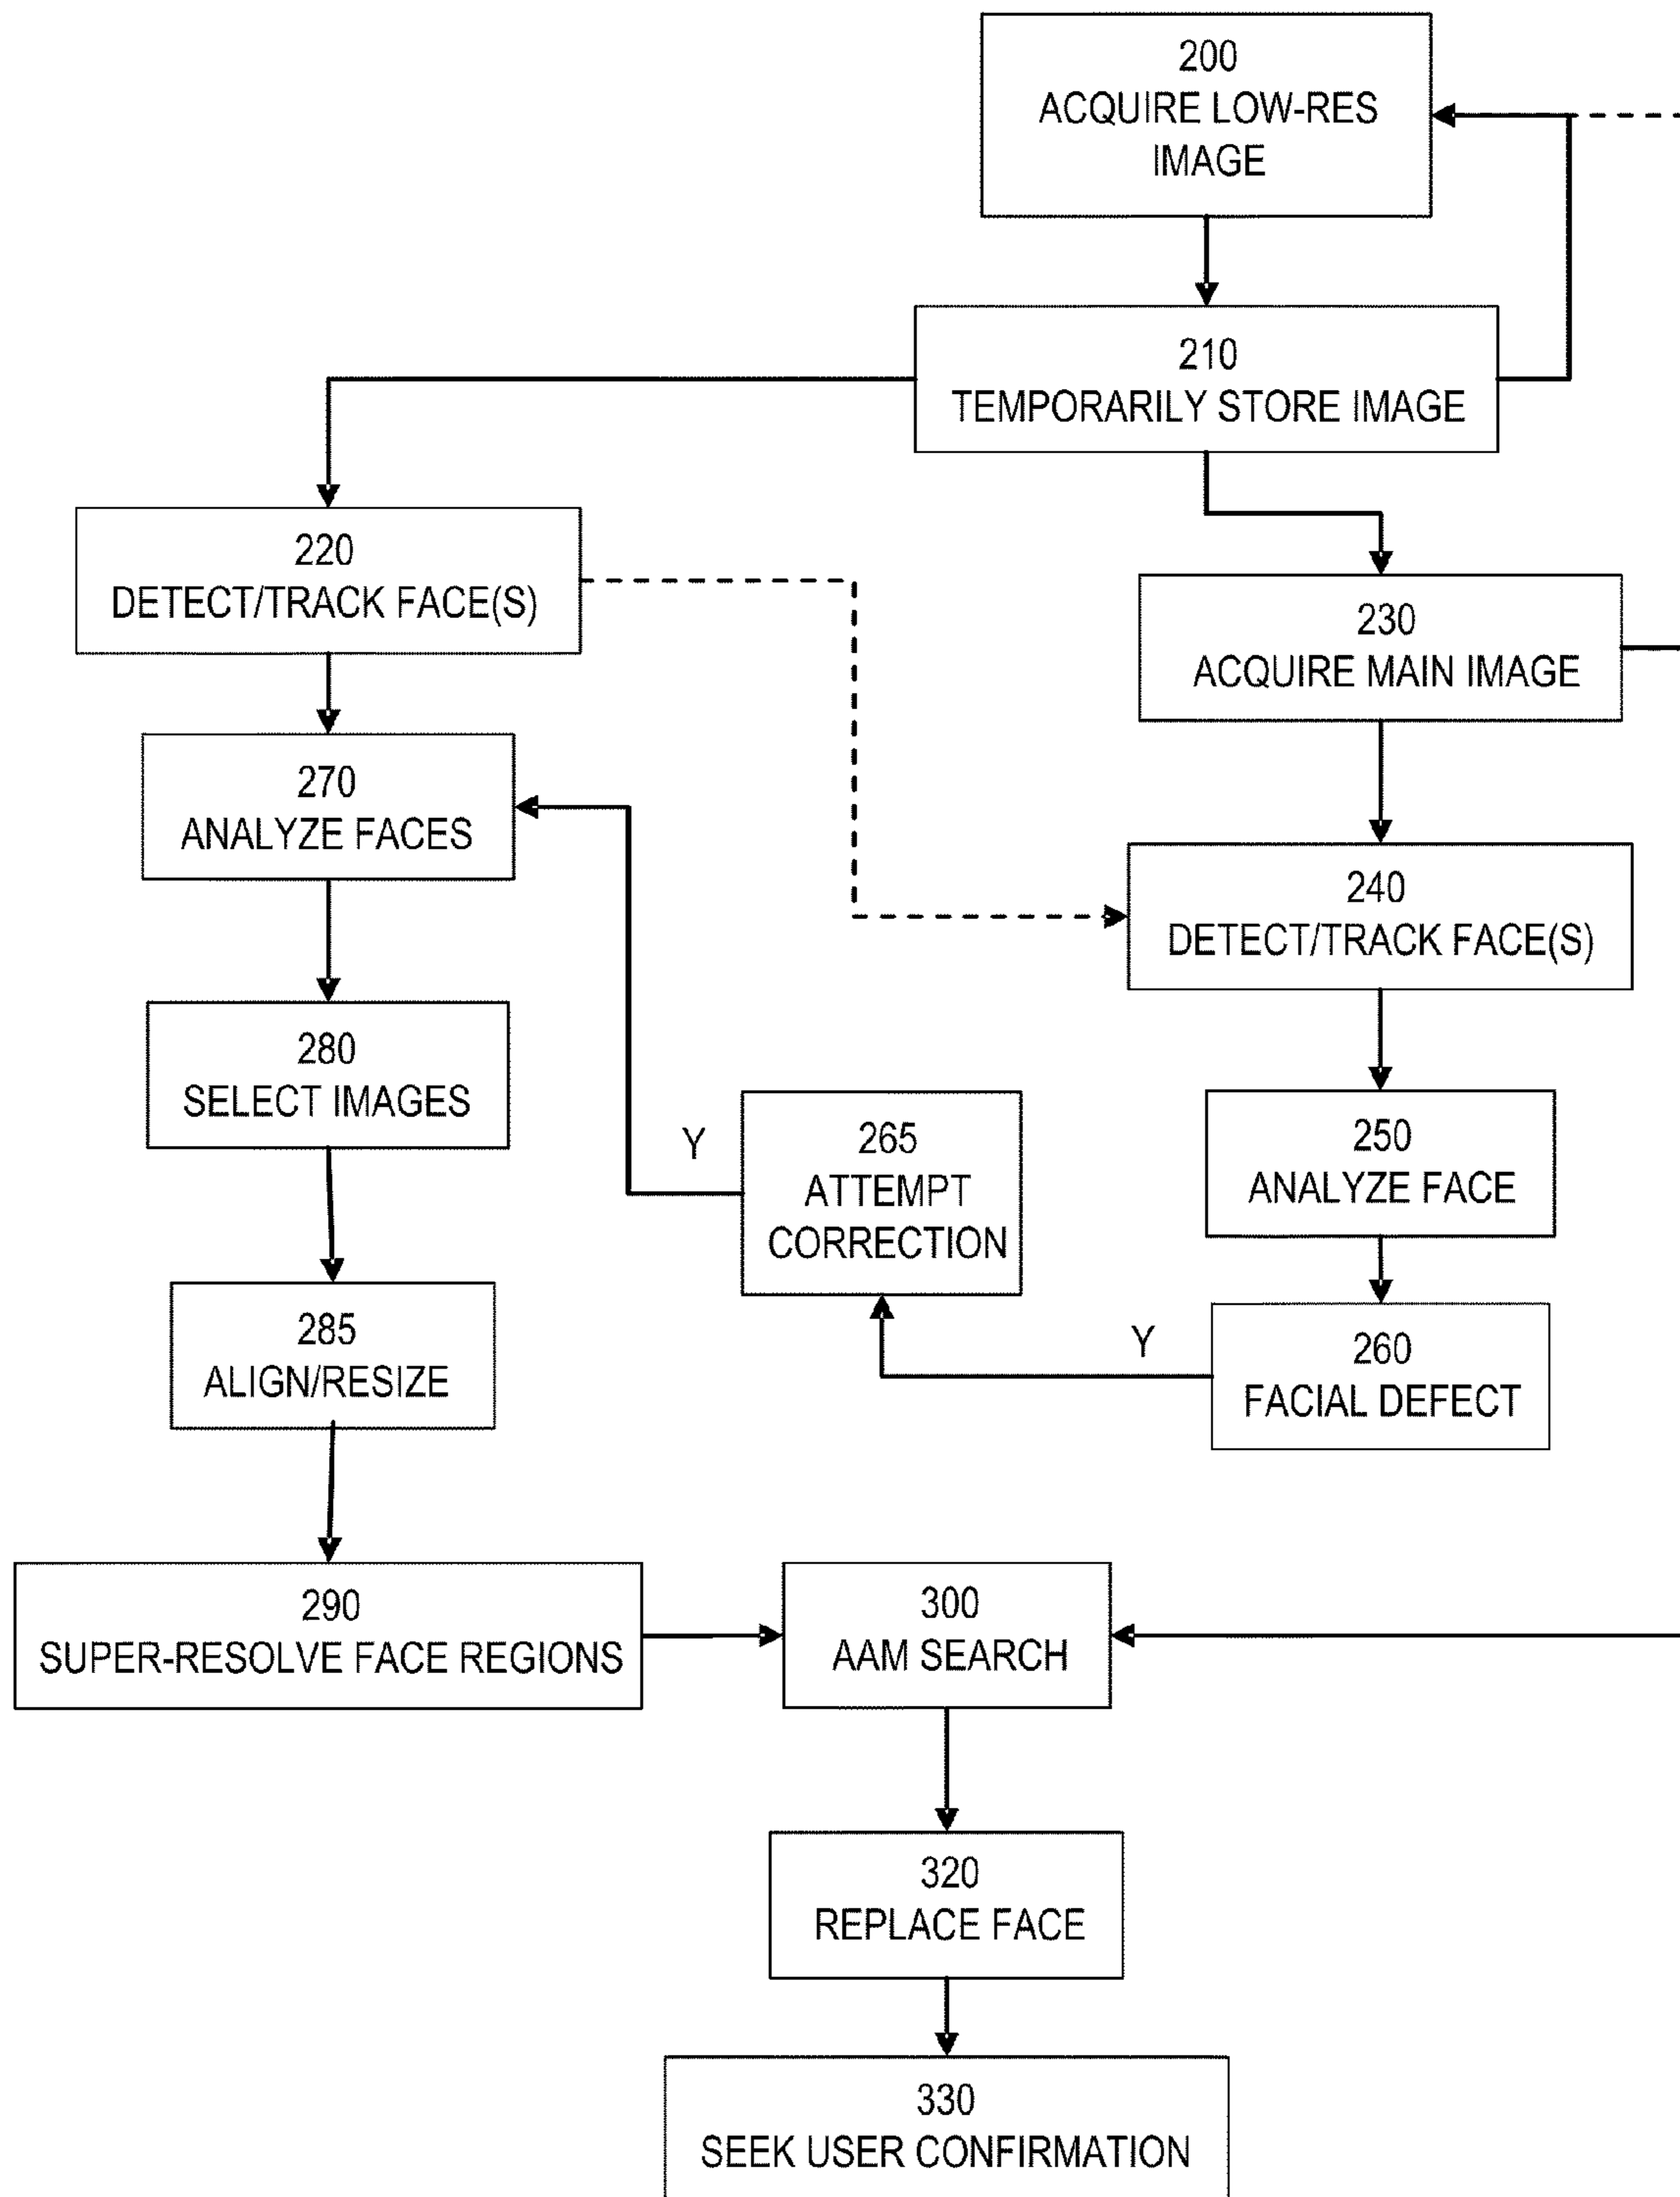 200
ACQUIRE LOW-RES
IMAGE
210
TEMPORARILY STORE IMAGE
220
DETECT/TRACK FACE(S)
230
ACQUIRE MAIN IMAGE
270
ANALYZE FACES
240
DETECT/TRACK FACE(S)
280
SELECT IMAGES
Y
265
ATTEMPT
CORRECTION
250
ANALYZE FACE
285
ALIGN/RESIZE
Y
260
FACIAL DEFECT
290
SUPER-RESOLVE FACE REGIONS
300
AAM SEARCH
320
REPLACE FACE
330
SEEK USER CONFIRMATION